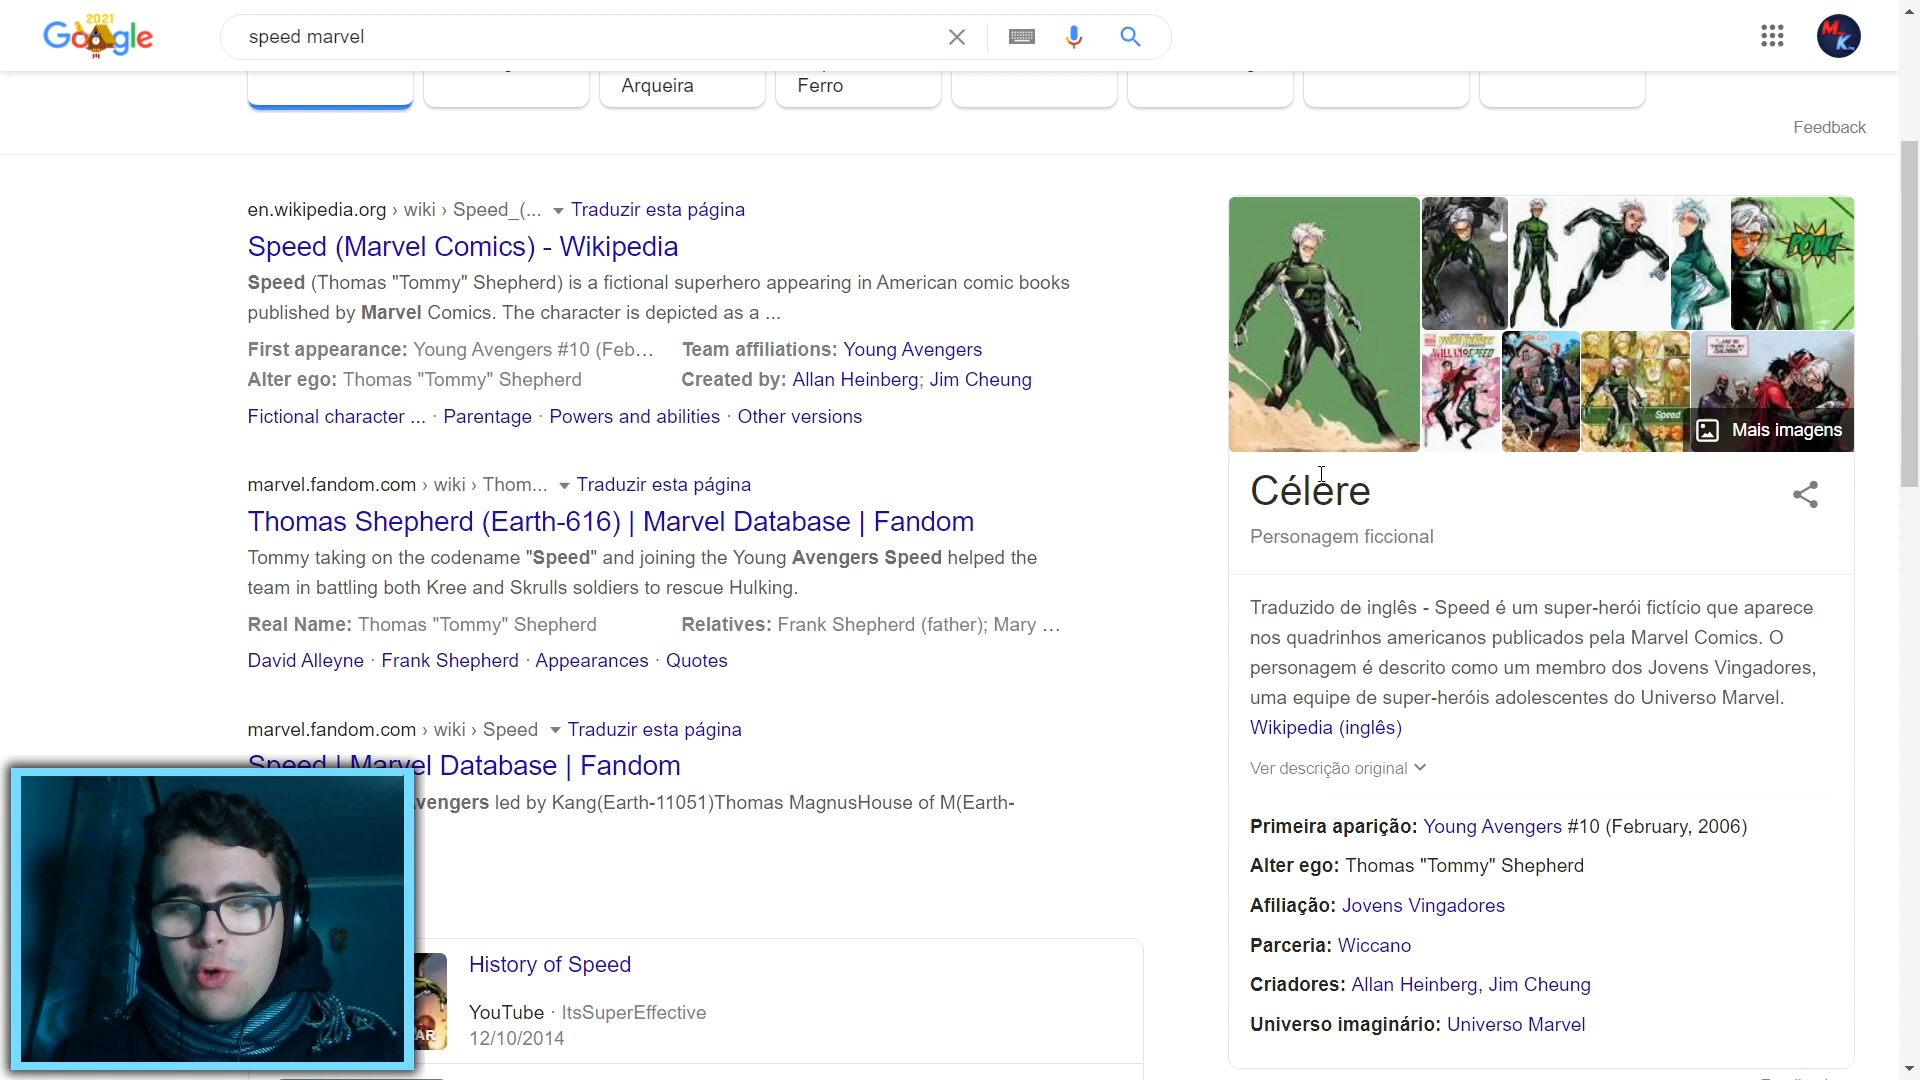 2021
Google
speed marvel
MK
Arqueira
Ferro
Feedback
en.wikipedia.org › wiki › Speed_(... Traduzir esta página
Speed (Marvel Comics) - Wikipedia
Speed (Thomas "Tommy" Shepherd) is a fictional superhero appearing in American comic books
published by Marvel Comics. The character is depicted as a ...
First appearance: Young Avengers #10 (Feb... Team affiliations: Young Avengers
Alter ego: Thomas "Tommy" Shepherd Created by: Allan Heinberg; Jim Cheung
Fictional character ... · Parentage · Powers and abilities · Other versions
marvel.fandom.com › wiki › Thom... Traduzir esta página
Thomas Shepherd (Earth-616) | Marvel Database | Fandom
Tommy taking on the codename "Speed" and joining the Young Avengers Speed helped the
team in battling both Kree and Skrulls soldiers to rescue Hulking.
Real Name: Thomas "Tommy" Shepherd Relatives: Frank Shepherd (father); Mary ...
David Alleyne · Frank Shepherd · Appearances · Quotes
marvel.fandom.com › wiki › Speed Traduzir esta página
Speed | Marvel Database | Fandom
vengers led by Kang(Earth-11051)Thomas MagnusHouse of M(Earth-
AR
History of Speed
YouTube · ItsSuperEffective
12/10/2014
POW!
Speed
Mais imagens
Célere
Personagem ficcional
Traduzido de inglês - Speed é um super-herói fictício que aparece
nos quadrinhos americanos publicados pela Marvel Comics. O
personagem é descrito como um membro dos Jovens Vingadores,
uma equipe de super-heróis adolescentes do Universo Marvel.
Wikipedia (inglês)
Ver descrição original
Primeira aparição: Young Avengers #10 (February, 2006)
Alter ego: Thomas "Tommy" Shepherd
Afiliação: Jovens Vingadores
Parceria: Wiccano
Criadores: Allan Heinberg, Jim Cheung
Universo imaginário: Universo Marvel